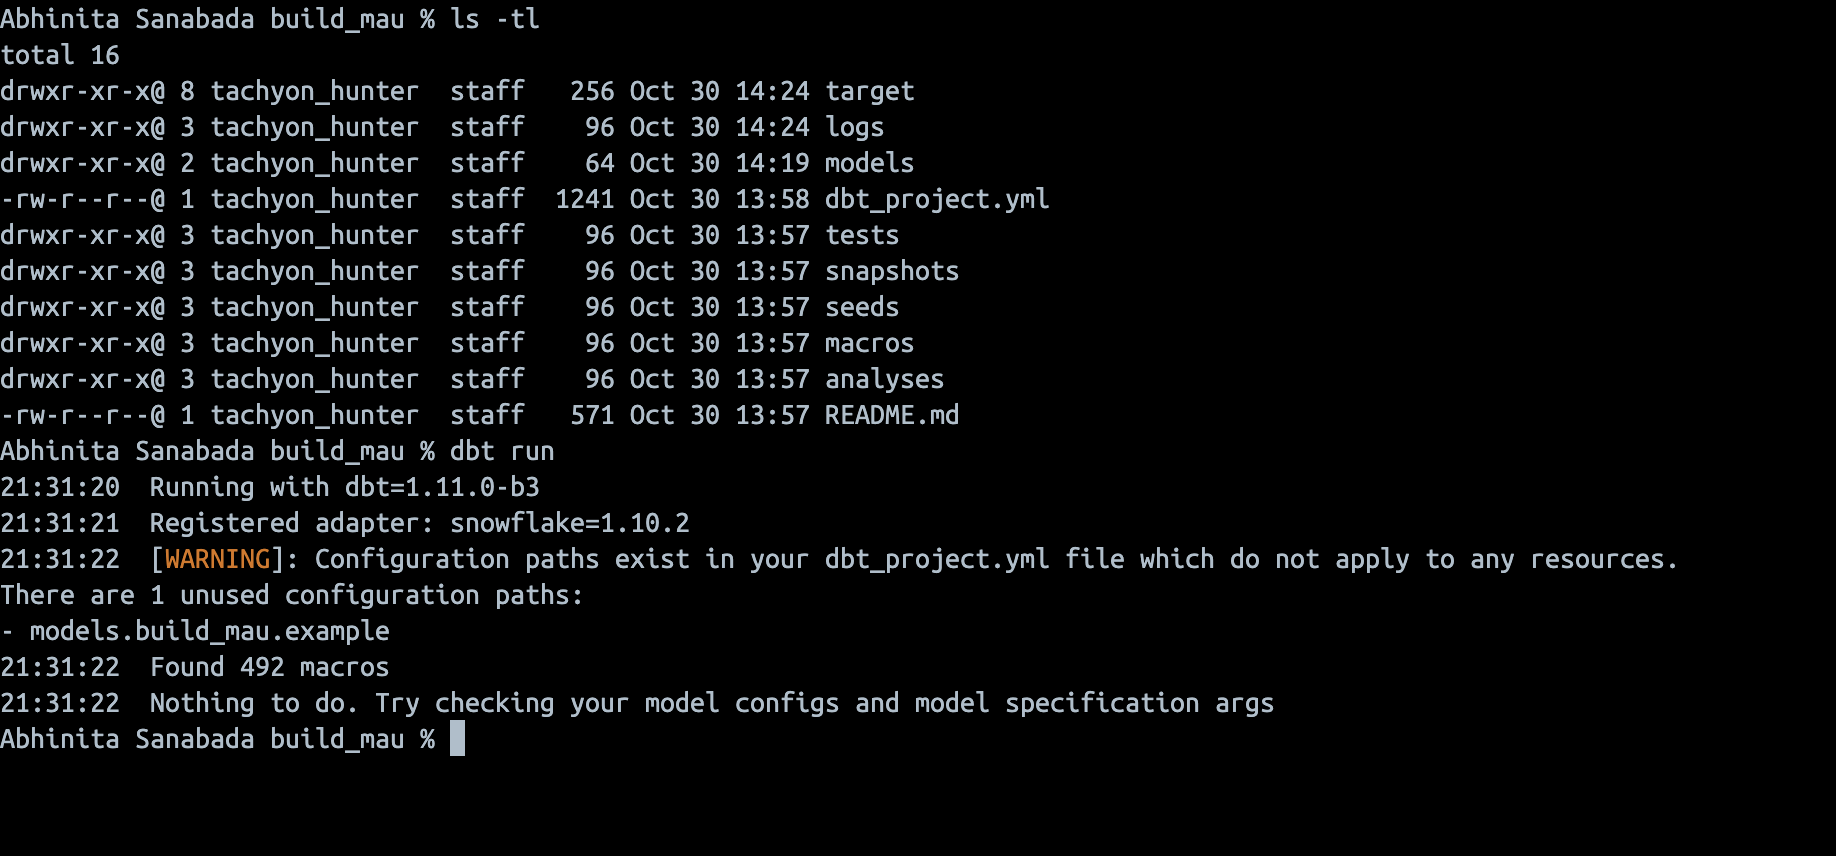 Abhinita Sanabada build_mau % ls -tl
total 16
drwxr-xr-x@ 8 tachyon_hunter  staff   256 Oct 30 14:24 target
drwxr-xr-x@ 3 tachyon_hunter  staff    96 Oct 30 14:24 logs
drwxr-xr-x@ 2 tachyon_hunter  staff    64 Oct 30 14:19 models
-rw-r--r--@ 1 tachyon_hunter  staff  1241 Oct 30 13:58 dbt_project.yml
drwxr-xr-x@ 3 tachyon_hunter  staff    96 Oct 30 13:57 tests
drwxr-xr-x@ 3 tachyon_hunter  staff    96 Oct 30 13:57 snapshots
drwxr-xr-x@ 3 tachyon_hunter  staff    96 Oct 30 13:57 seeds
drwxr-xr-x@ 3 tachyon_hunter  staff    96 Oct 30 13:57 macros
drwxr-xr-x@ 3 tachyon_hunter  staff    96 Oct 30 13:57 analyses
-rw-r--r--@ 1 tachyon_hunter  staff   571 Oct 30 13:57 README.md
Abhinita Sanabada build_mau % dbt run
21:31:20  Running with dbt=1.11.0-b3
21:31:21  Registered adapter: snowflake=1.10.2
21:31:22  [WARNING]: Configuration paths exist in your dbt_project.yml file which do not apply to any resources.
There are 1 unused configuration paths:
- models.build_mau.example
21:31:22  Found 492 macros
21:31:22  Nothing to do. Try checking your model configs and model specification args
Abhinita Sanabada build_mau %